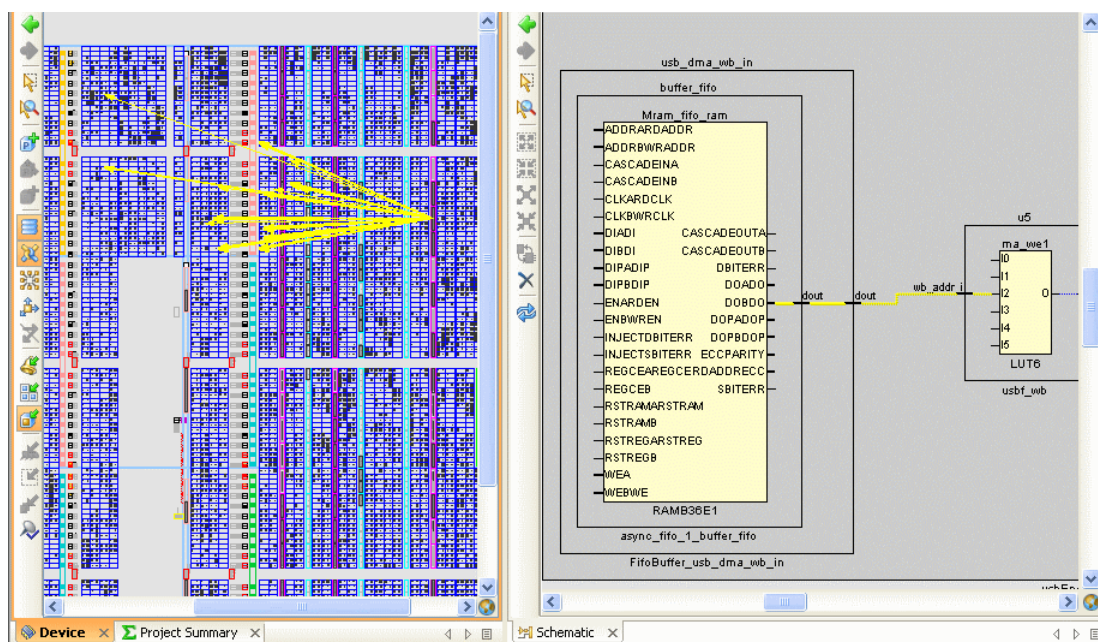 usb_dma_wb_in
buffer_fifo
Mram_fifo_ram
ADDRARDADDR
ADDRBWRADDR
CASCADEINA
CASCADEINB
CLKARDCLK
CLKBWRCLK
DIADI CASCADEOUTA
DIBDI CASCADEOUTB
DIPADIP DBITERR
DIPBDIP DOADO
ENARDEN DOBDO dout dout wb_addr_i
ENBWREN DOPADOP
INJECTDBITERR DOPBDOP
INJECTSBITERR ECCPARITY
REGCEAREGCERDADDRECC
REGCEB SBITERR
RSTRAMARSTRAM
RSTRAMB
RSTREGARSTREG
RSTREGB
WEA
WEBWE
RAMB36E1
async_fifo_1_buffer_fifo
FifoBuffer_usb_dma_wb_in
u5
ma_we1
I0
I1
I2 O
I3
I4
I5
LUT6
usbf_wb
Device
Project Summary
Schematic